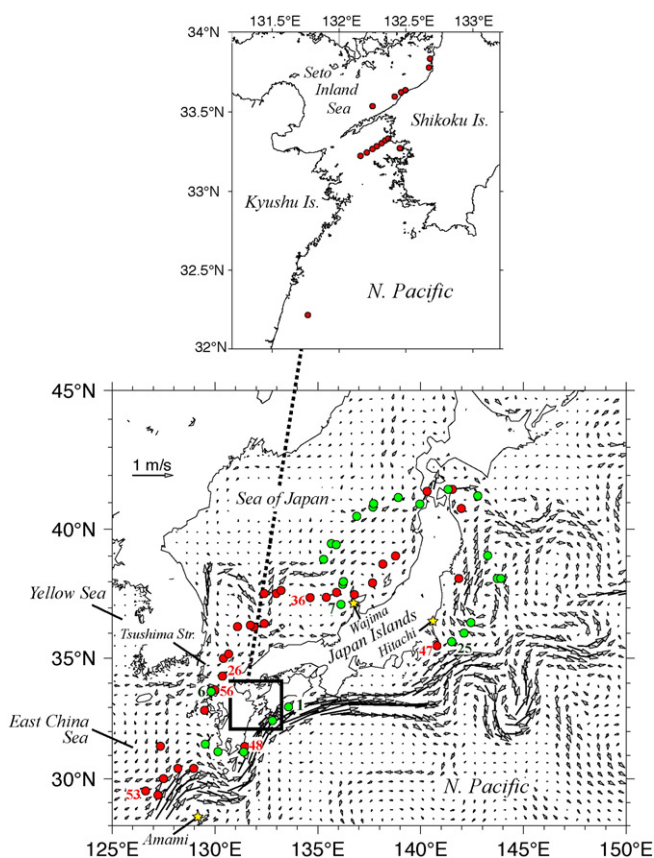 131.5°E 132°E 132.5°E 133°E
34°N
Seto
Inland
Sea
33.5°N
Shikoku Is.
33°N
Kyushu Is.
32.5°N
N. Pacific
32°N
45°N
1 m/s
Sea of Japan
40°N
Yellow Sea
36
7
Wajima
Japan Islands
Hitachi
Tsushima Str.
47
25
35°N
26
6
56
1
East China
Sea
48
30°N
53
N. Pacific
Amami
125°E 130°E 135°E 140°E 145°E 150°E